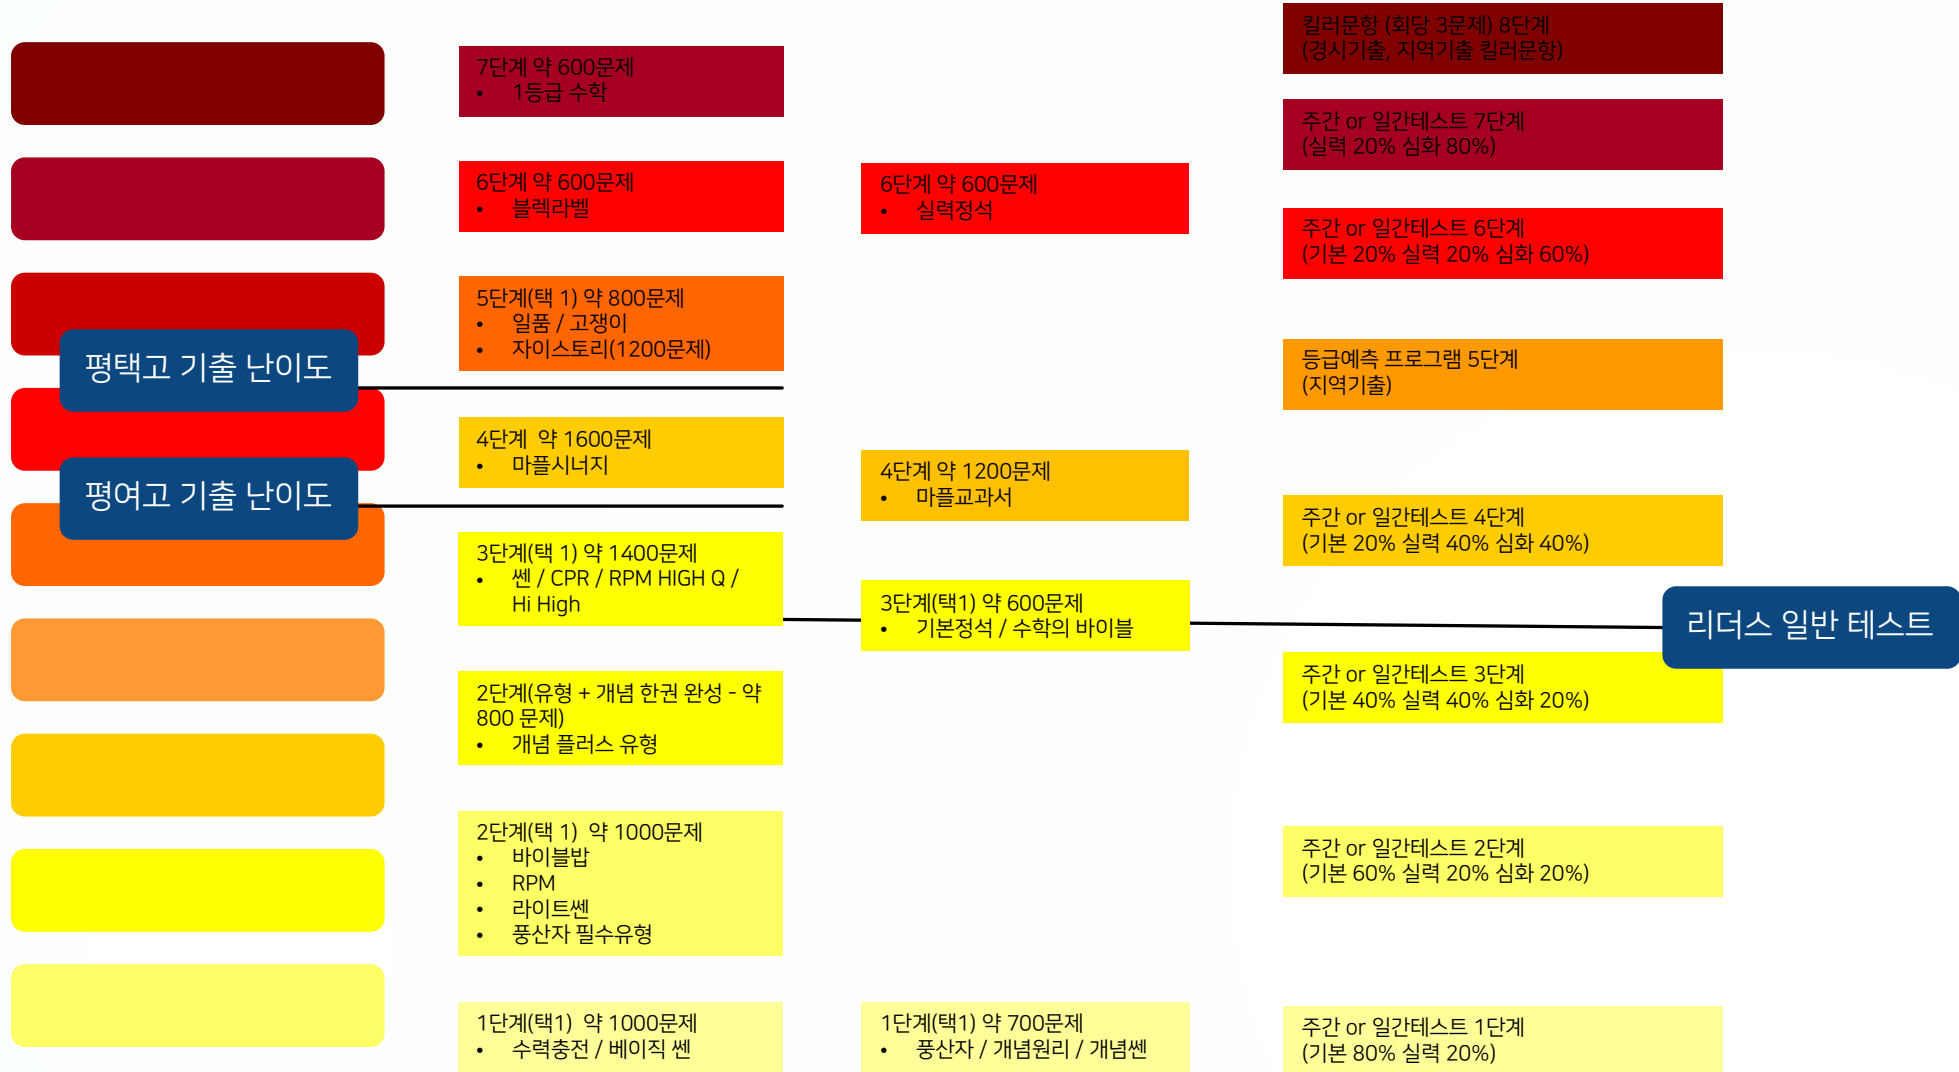 킬러문항 (회당 3문제) 8단계
(경시기출, 지역기출 킬러문항)
7단계 약 600문제
• 1등급 수학
주간 or 일간테스트 7단계
(실력 20% 심화 80%)
6단계 약 600문제
• 블렉라벨
6단계 약 600문제
• 실력정석
주간 or 일간테스트 6단계
(기본 20% 실력 20% 심화 60%)
5단계(택 1) 약 800문제
• 일품 / 고쟁이
• 자이스토리(1200문제)
평택고 기출 난이도
등급예측 프로그램 5단계
(지역기출)
4단계 약 1600문제
• 마플시너지
평여고 기출 난이도
4단계 약 1200문제
• 마플교과서
주간 or 일간테스트 4단계
(기본 20% 실력 40% 심화 40%)
3단계(택 1) 약 1400문제
• 쎈 / CPR / RPM HIGH Q /
Hi High
3단계(택1) 약 600문제
• 기본정석 / 수학의 바이블
리더스 일반 테스트
주간 or 일간테스트 3단계
(기본 40% 실력 40% 심화 20%)
2단계(유형 + 개념 한권 완성 - 약
800 문제)
• 개념 플러스 유형
2단계(택 1) 약 1000문제
• 바이블밥
• RPM
• 라이트쎈
• 풍산자 필수유형
주간 or 일간테스트 2단계
(기본 60% 실력 20% 심화 20%)
1단계(택1) 약 1000문제
• 수력충전 / 베이직 쎈
1단계(택1) 약 700문제
• 풍산자 / 개념원리 / 개념쎈
주간 or 일간테스트 1단계
(기본 80% 실력 20%)